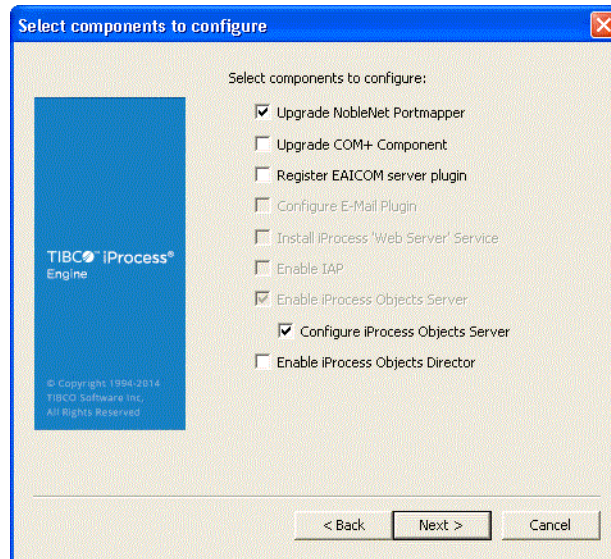 Select components to configure
Select components to configure:
Upgrade NobleNet Portmapper
Upgrade COM+ Component
Register EAICOM server plugin
Configure E-Mail Plugin
Install iProcess 'Web Server' Service
Enable IAP
Enable iProcess Objects Server
Configure iProcess Objects Server
Enable iProcess Objects Director
TIBCO™ iProcess®
Engine
© Copyright 1994-2014
TIBCO Software Inc,
All Rights Reserved
< Back
Next >
Cancel